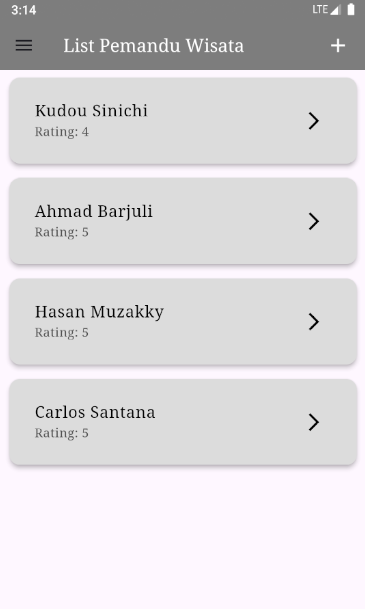 3:14
LTE
List Pemandu Wisata
Kudou Sinichi
Rating: 4
Ahmad Barjuli
Rating: 5
Hasan Muzakky
Rating: 5
Carlos Santana
Rating: 5